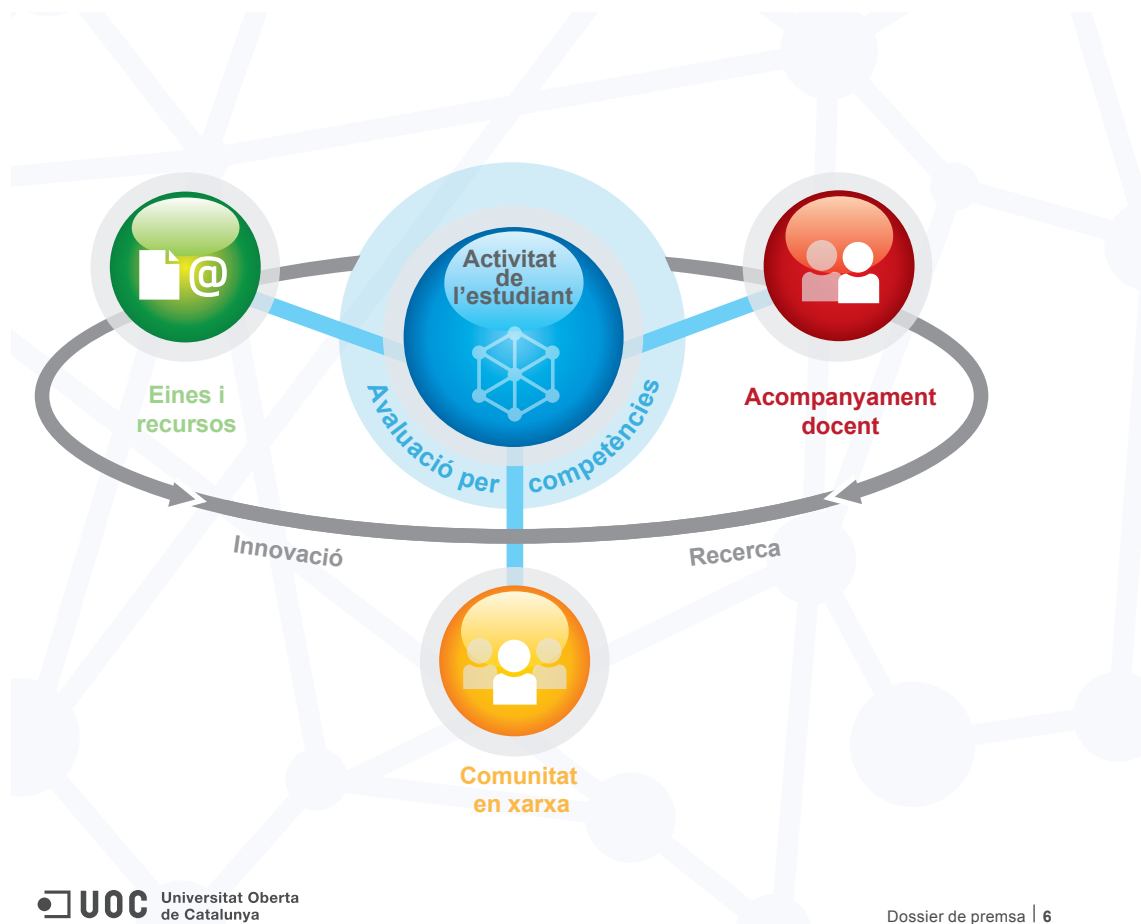 Activitat
de
l'estudiant
Avaluació per competències
Eines i
recursos
Acompanyament
docent
Innovació
Recerca
Comunitat
en xarxa
UOC
Universitat Oberta
de Catalunya
Dossier de premsa | 6